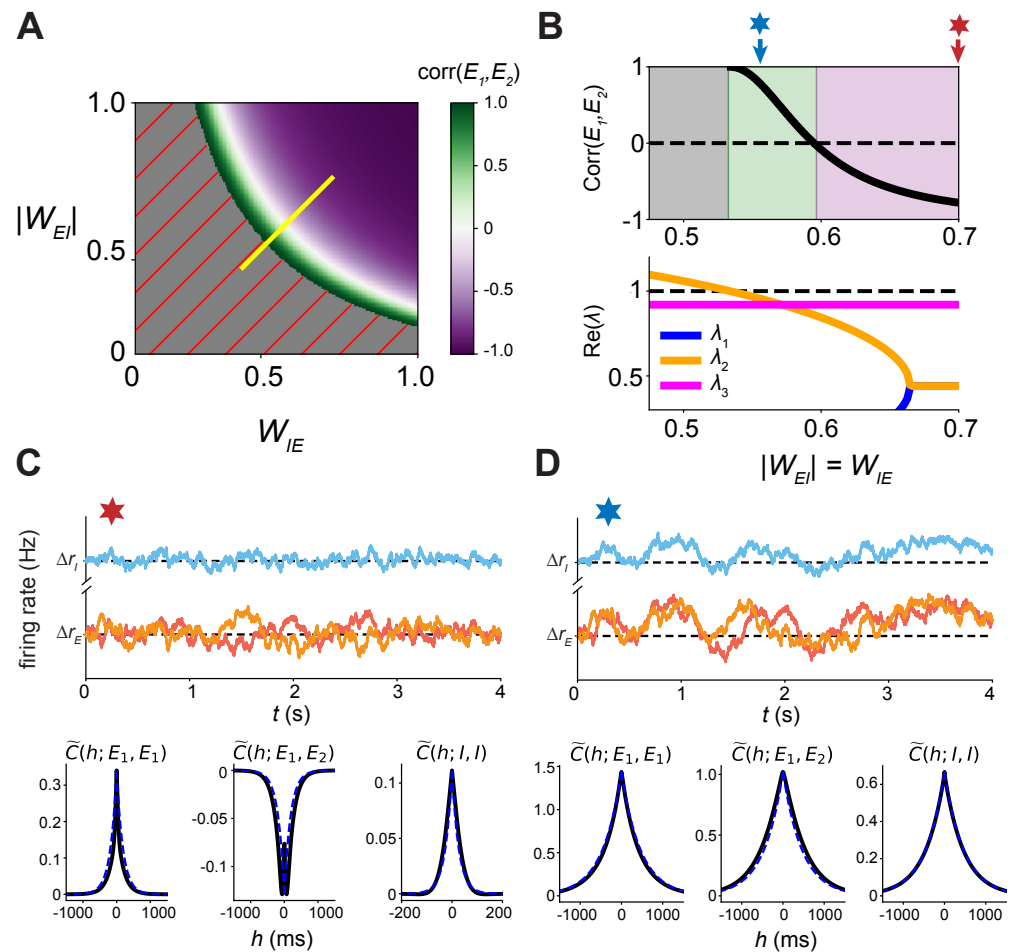 A
corr(E1,E2)
|WEI|
1.0
0.5
0
0
0.5
1.0
WIE
1.0
0.5
0
-0.5
-1.0
B
Corr(E1,E2)
1
0
-1
0.5
0.6
0.7
Re(λ)
1
0.5
λ1
λ2
λ3
0.5
0.6
0.7
|WEI| = WIE
C
firing rate (Hz)
ΔrI
ΔrE
0
1
2
3
4
t (s)
C̃(h; E1, E1)
0.3
0.2
0.1
0
-1000
0
1000
C̃(h; E1, E2)
0
-0.05
-0.1
-1000
0
1000
C̃(h; I, I)
0.1
0.05
0
-200
0
200
h (ms)
D
ΔrI
ΔrE
0
1
2
3
4
t (s)
C̃(h; E1, E1)
1.5
1.0
0.5
0
-1000
0
1000
C̃(h; E1, E2)
1.0
0.5
0.0
-1000
0
1000
C̃(h; I, I)
0.6
0.4
0.2
0
-1000
0
1000
h (ms)